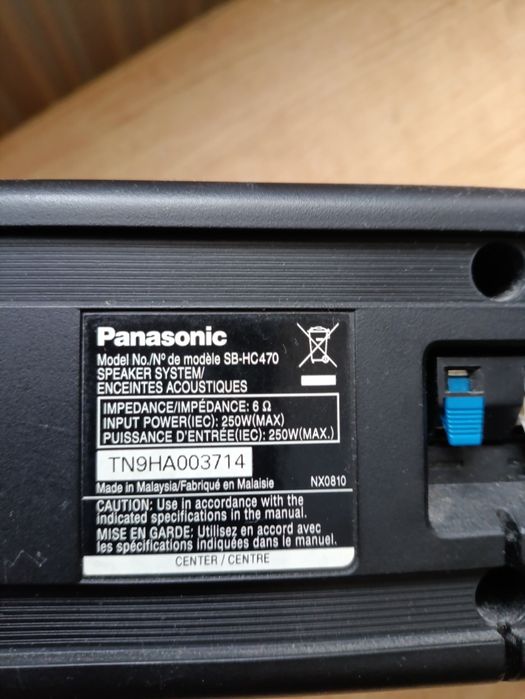 Panasonic
Model No./Nº de modèle SB-HC470
SPEAKER SYSTEM/
ENCEINTES ACOUSTIQUES
IMPEDANCE/IMPÉDANCE: 6 Ω
INPUT POWER(IEC): 250W(MAX)
PUISSANCE D'ENTRÉE(IEC): 250W(MAX.)
TN9HA003714
Made in Malaysia/Fabriqué en Malaisie NX0810
CAUTION: Use in accordance with the
indicated specifications in the manual.
MISE EN GARDE: Utilisez en accord avec
les spécifications indiquées dans le manuel.
CENTER / CENTRE